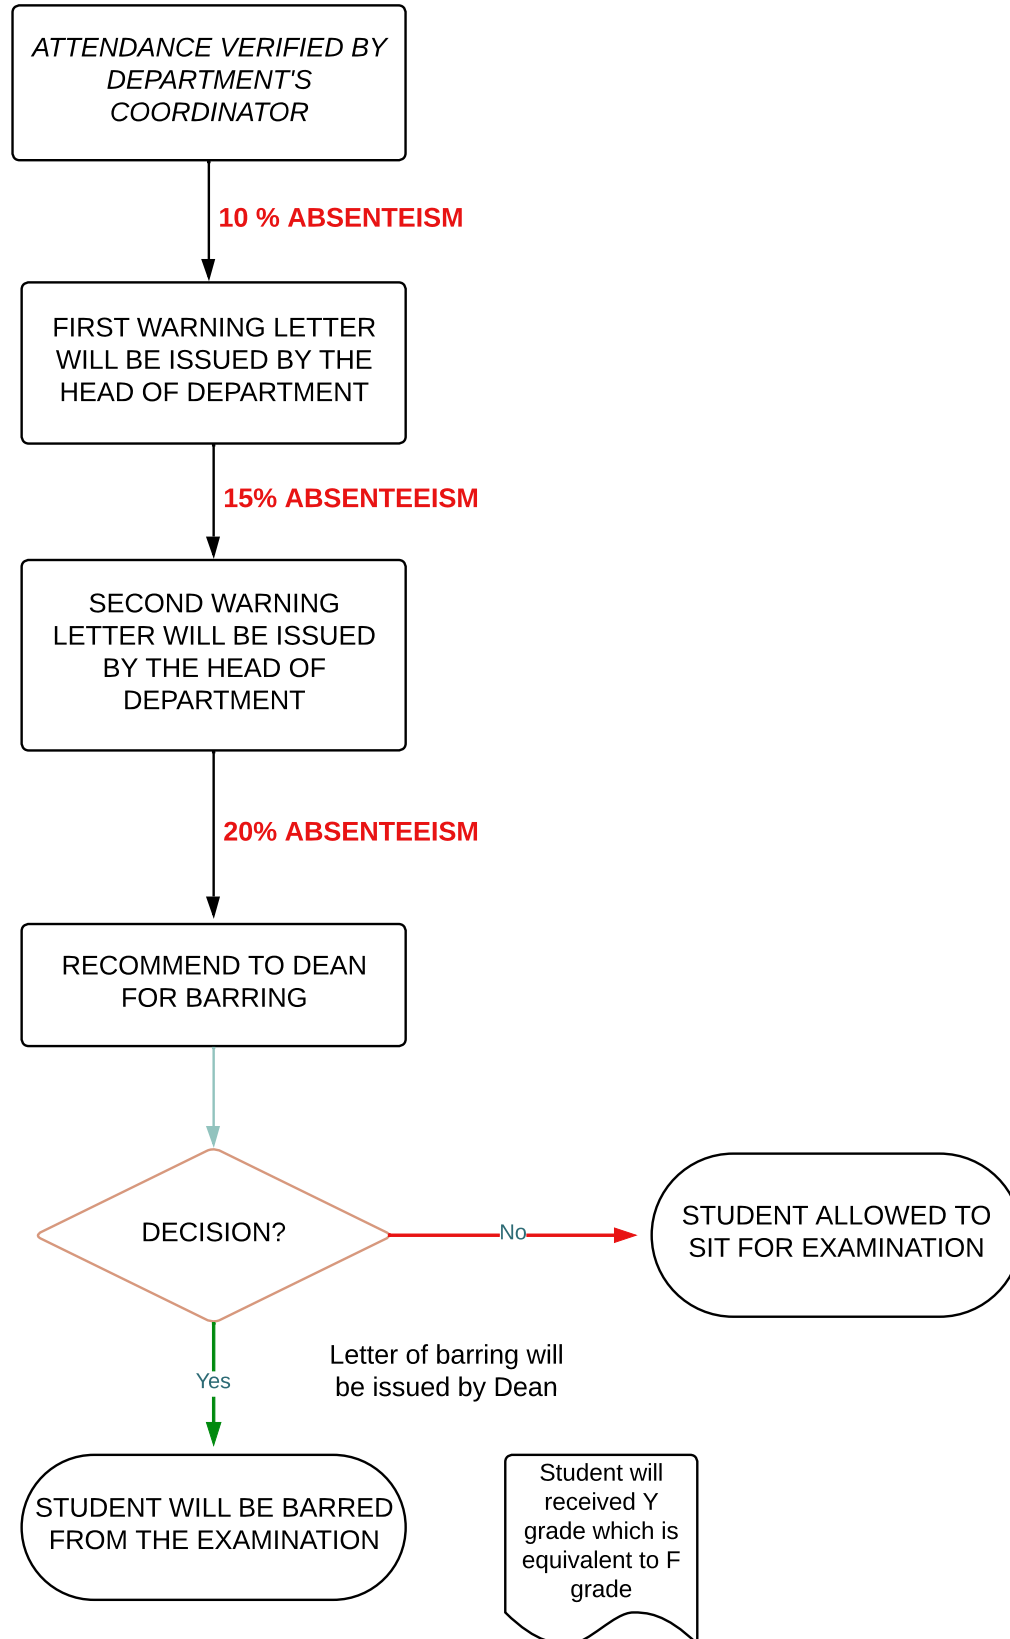 ATTENDANCE VERIFIED BY
DEPARTMENT'S
COORDINATOR
10 % ABSENTEISM
FIRST WARNING LETTER
WILL BE ISSUED BY THE
HEAD OF DEPARTMENT
15% ABSENTEEISM
SECOND WARNING
LETTER WILL BE ISSUED
BY THE HEAD OF
DEPARTMENT
20% ABSENTEEISM
RECOMMEND TO DEAN
FOR BARRING
DECISION?
No
STUDENT ALLOWED TO
SIT FOR EXAMINATION
Yes
Letter of barring will
be issued by Dean
STUDENT WILL BE BARRED
FROM THE EXAMINATION
Student will
received Y
grade which is
equivalent to F
grade